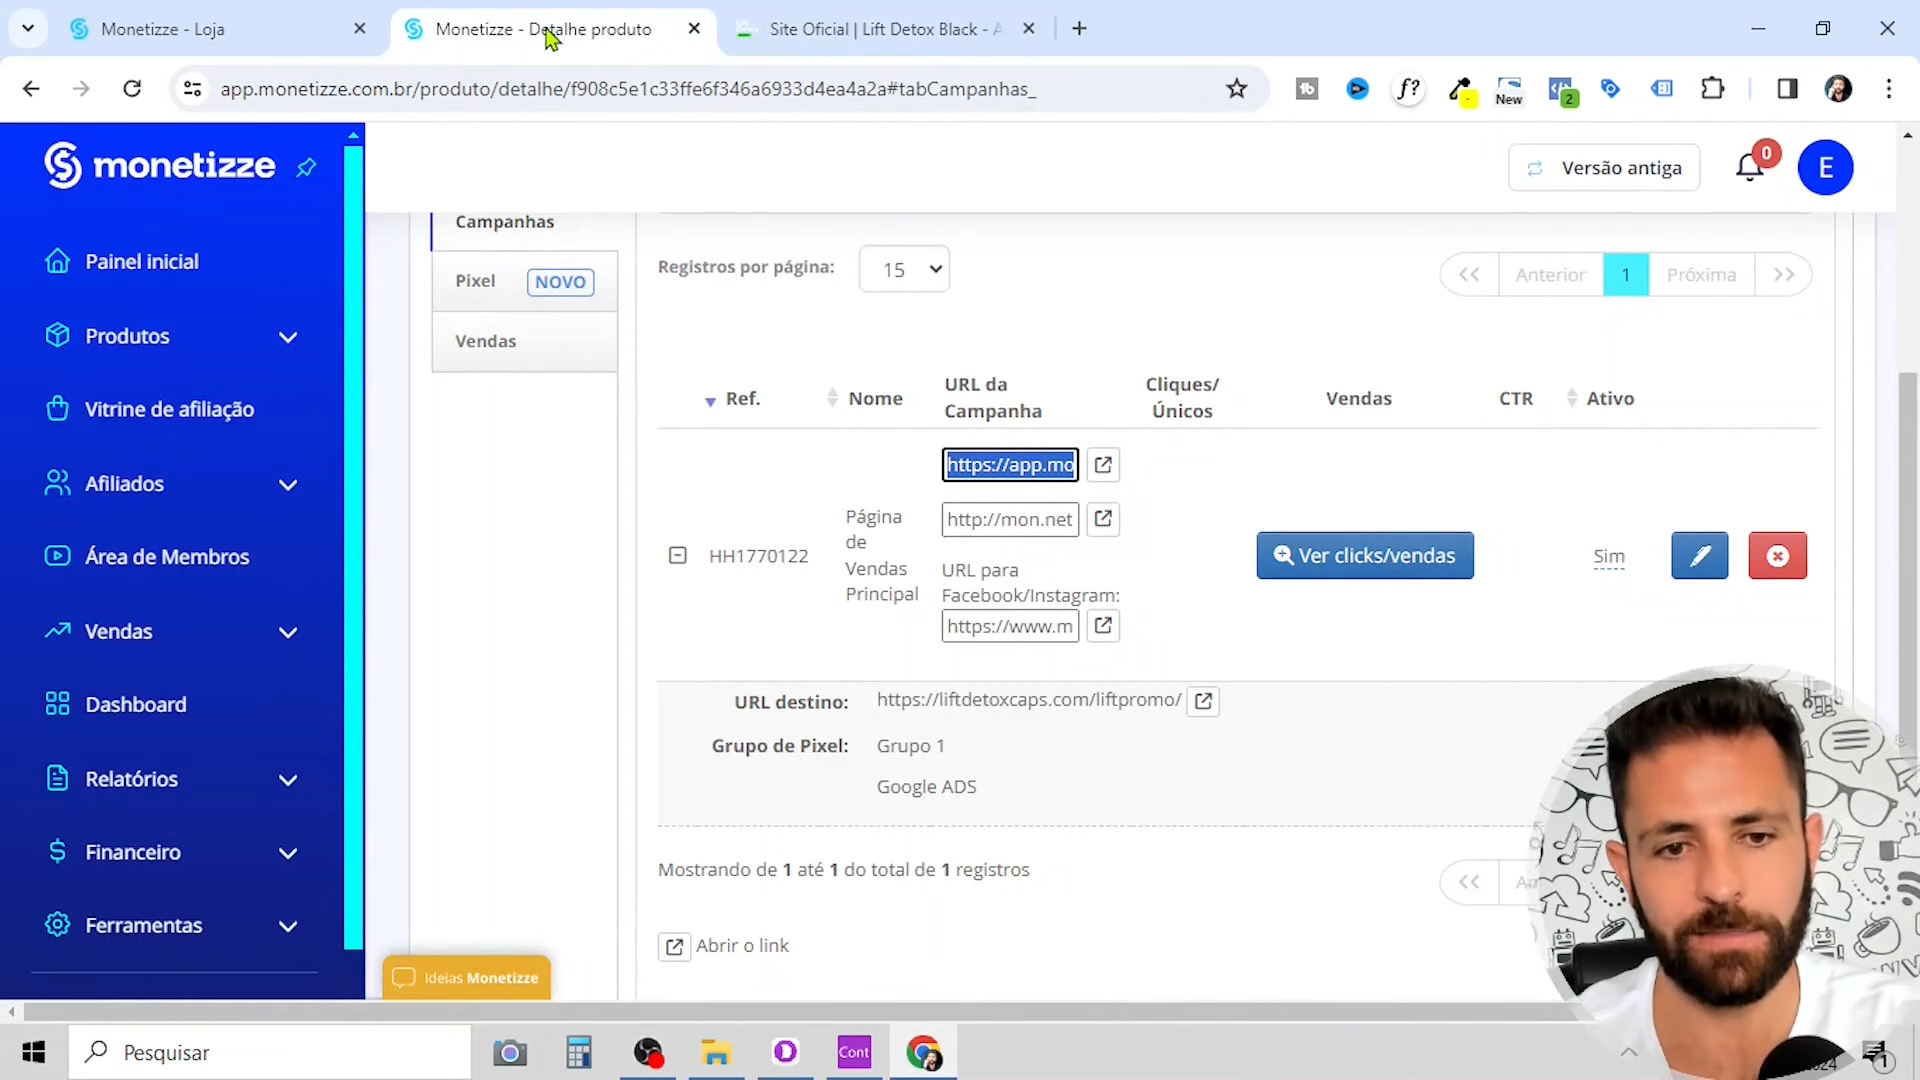 Monetizze - Loja
Monetizze - Detalhe produto
Site Oficial | Lift Detox Black - A
app.monetizze.com.br/produto/detalhe/f908c5e1c33ffe6f346a6933d4ea4a2a#tabCampanhas_
f?
New
2
monetizze
Versão antiga
0
E
Painel inicial
Produtos
Vitrine de afiliação
Afiliados
Área de Membros
Vendas
Dashboard
Relatórios
Financeiro
Ferramentas
Campanhas
Pixel NOVO
Vendas
Registros por página: 15
Anterior 1 Próxima
Ref. Nome URL da Campanha Cliques/ Únicos Vendas CTR Ativo
https://app.mo
http://mon.net
HH1770122
Página
de
Vendas
Principal
URL para
Facebook/Instagram:
https://www.m
Ver clicks/vendas
Sim
URL destino: https://liftdetoxcaps.com/liftpromo/
Grupo de Pixel: Grupo 1
Google ADS
Mostrando de 1 até 1 do total de 1 registros
Abrir o link
Ideias Monetizze
Pesquisar
Cont
1